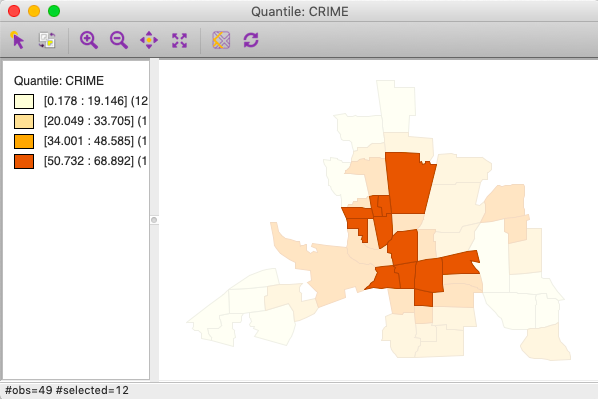 Quantile: CRIME
Quantile: CRIME
[0.178 : 19.146] (12
[20.049 : 33.705] (1
[34.001 : 48.585] (1
[50.732 : 68.892] (1
#obs=49 #selected=12